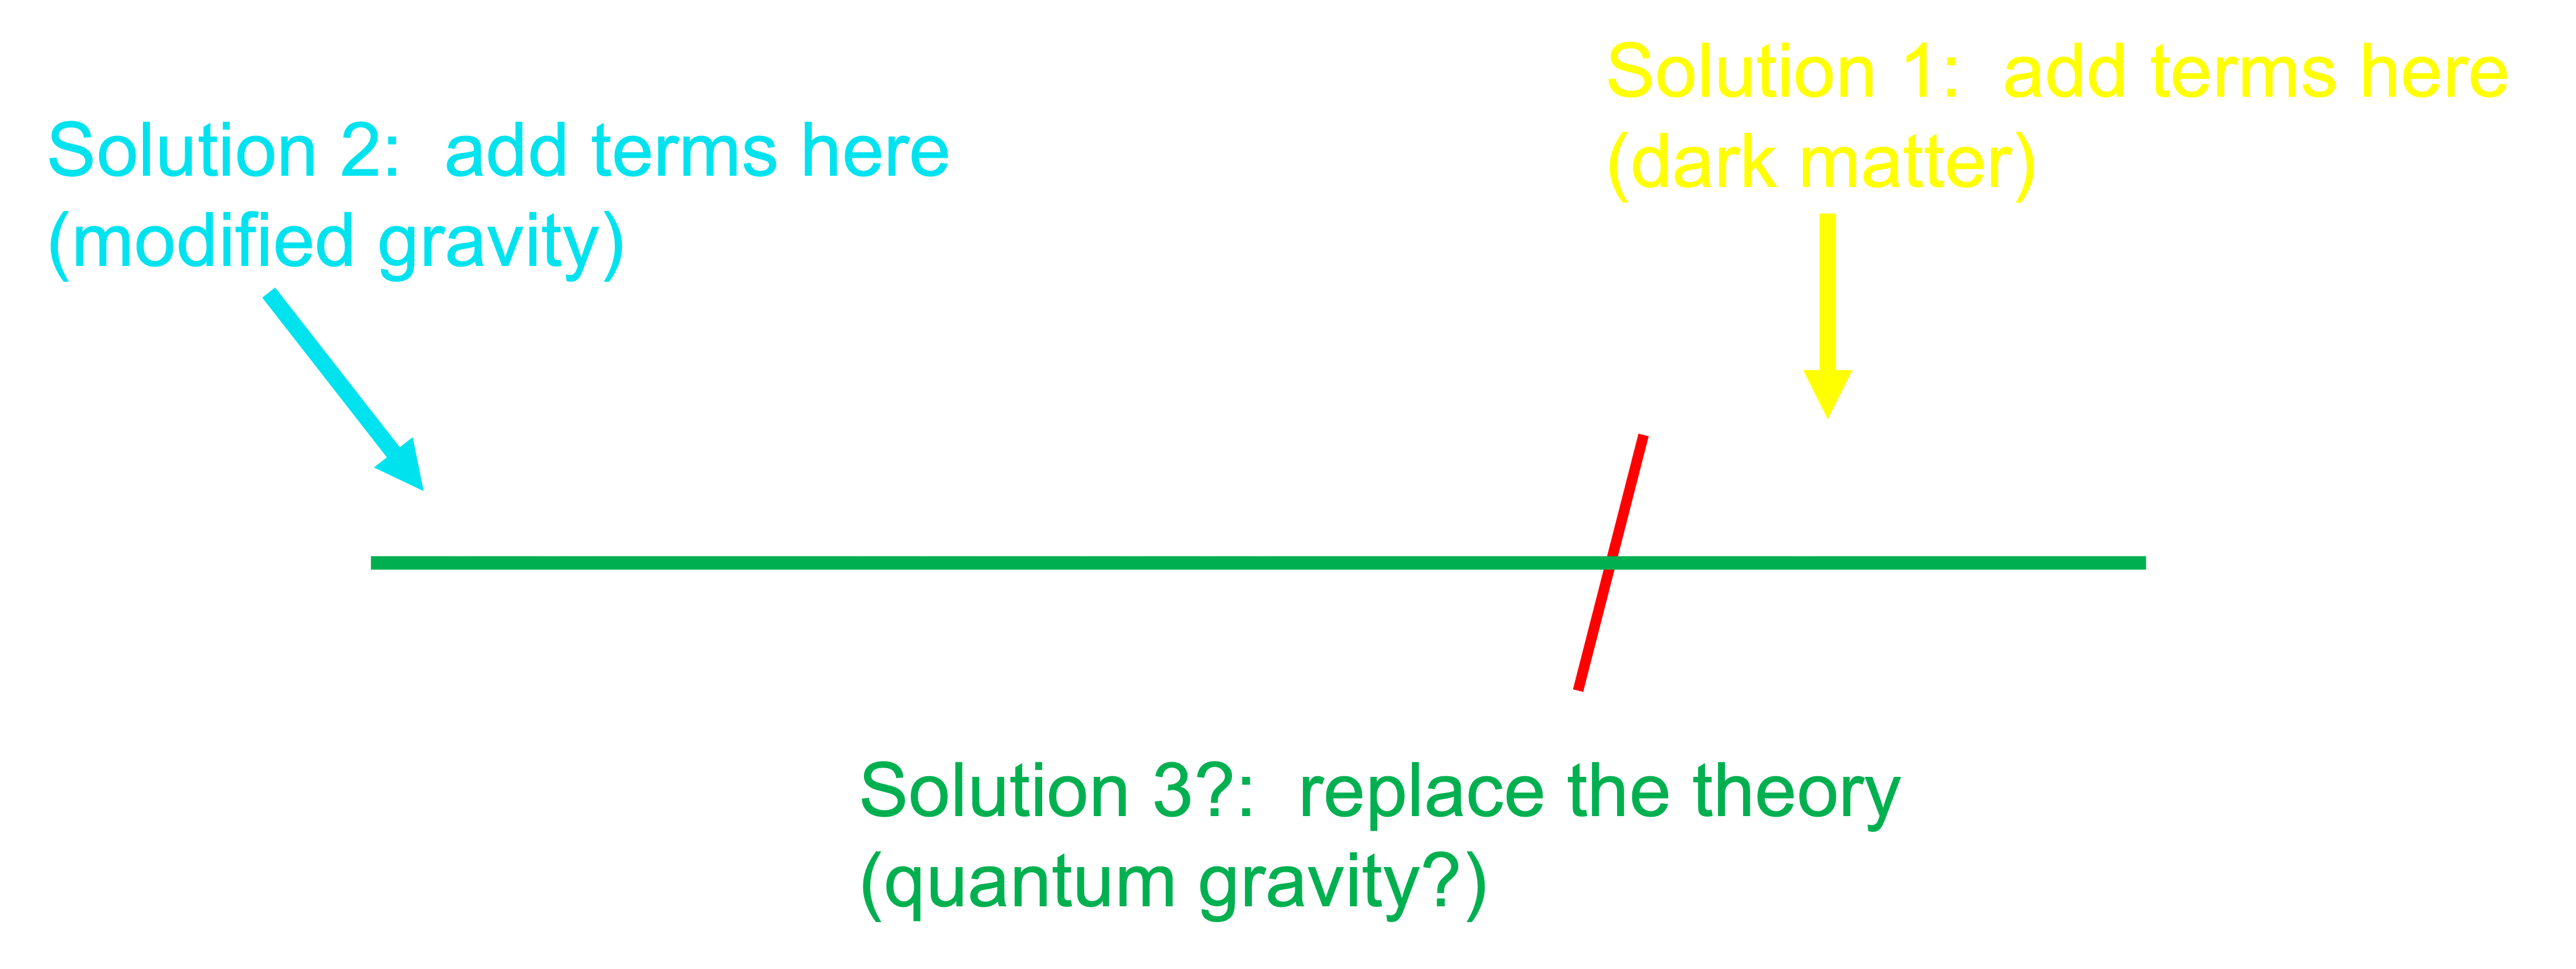 Solution 1:  add terms here
(dark matter)
Solution 2:  add terms here
(modified gravity)
Solution 3?:  replace the theory
(quantum gravity?)